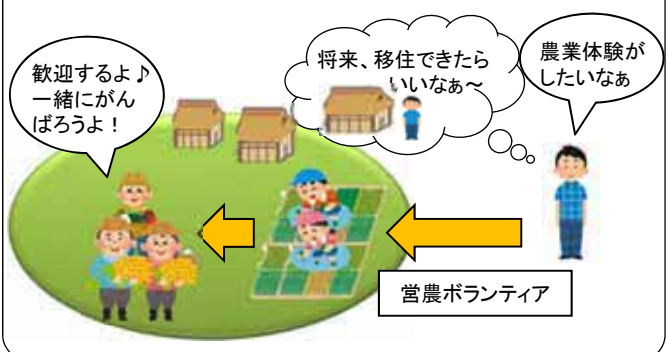 歓迎するよ♪
一緒にがん
ばろうよ！
将来、移住できたら
いいなぁ～
農業体験が
したいなぁ
営農ボランティア